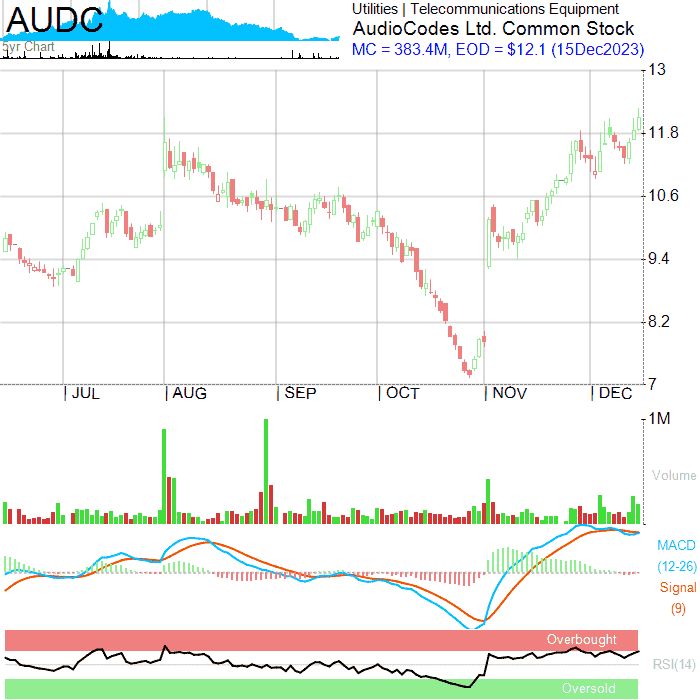 AUDC
5yr Chart
Utilities | Telecommunications Equipment
AudioCodes Ltd. Common Stock
MC = 383.4M, EOD = $12.1 (15Dec2023)
13
11.8
10.6
9.4
8.2
7
| JUL | AUG | SEP | OCT | NOV | DEC
1M
Volume
MACD
(12-26)
Signal
(9)
Overbought
RSI(14)
Oversold